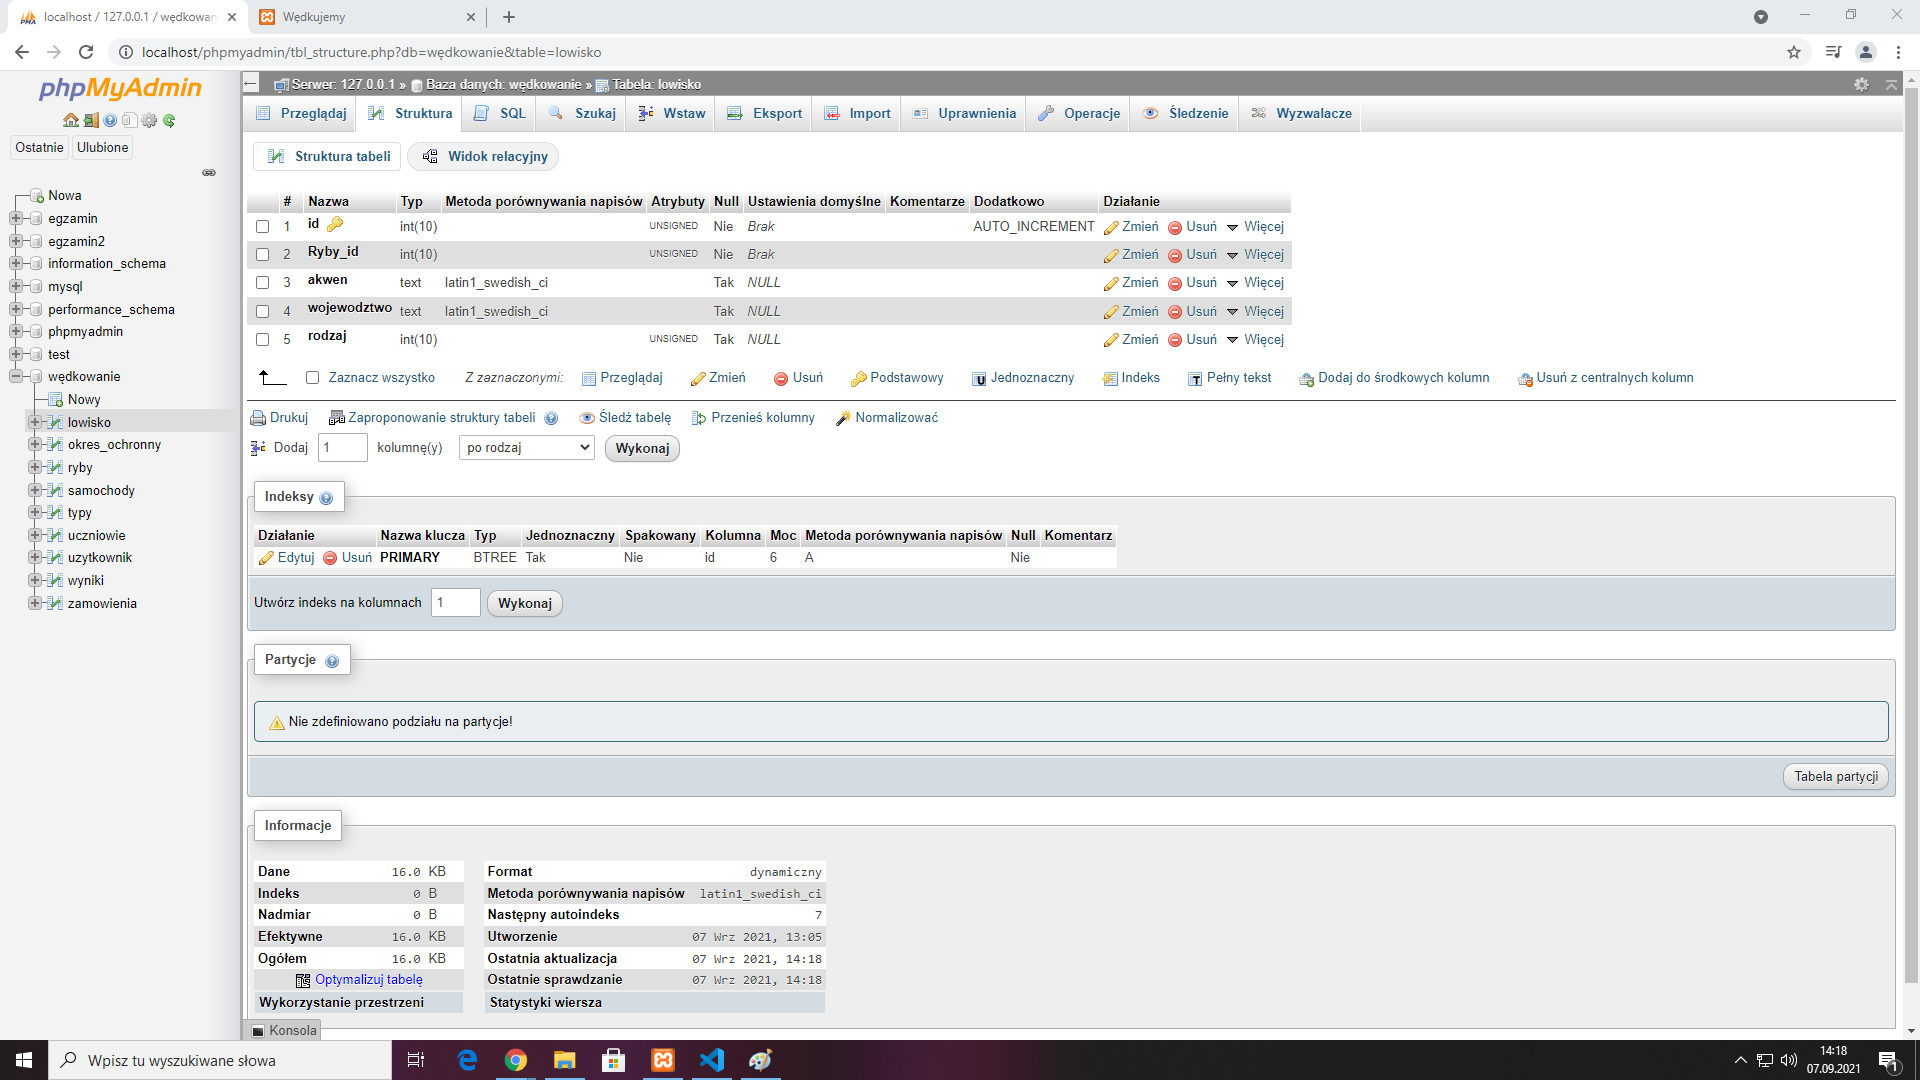 localhost / 127.0.0.1 / wędkowan
Wędkujemy
localhost/phpmyadmin/tbl_structure.php?db=wędkowanie&table=lowisko
phpMyAdmin
Ostatnie
Ulubione
Nowa
egzamin
egzamin2
information_schema
mysql
performance_schema
phpmyadmin
test
wędkowanie
Nowy
lowisko
okres_ochronny
ryby
samochody
typy
uczniowie
uzytkownik
wyniki
zamowienia
Serwer: 127.0.0.1 » Baza danych: wędkowanie » Tabela: lowisko
Przeglądaj Struktura SQL Szukaj Wstaw Eksport Import Uprawnienia Operacje Śledzenie Wyzwalacze
Struktura tabeli Widok relacyjny
# Nazwa Typ Metoda porównywania napisów Atrybuty Null Ustawienia domyślne Komentarze Dodatkowo Działanie
1 id int(10) UNSIGNED Nie Brak AUTO_INCREMENT Zmień Usuń Więcej
2 Ryby_id int(10) UNSIGNED Nie Brak Zmień Usuń Więcej
3 akwen text latin1_swedish_ci Tak NULL Zmień Usuń Więcej
4 wojewodztwo text latin1_swedish_ci Tak NULL Zmień Usuń Więcej
5 rodzaj int(10) UNSIGNED Tak NULL Zmień Usuń Więcej
Zaznacz wszystko Z zaznaczonymi: Przeglądaj Zmień Usuń Podstawowy Jednoznaczny Indeks Pełny tekst Dodaj do środkowych kolumn Usuń z centralnych kolumn
Drukuj Zaproponowanie struktury tabeli Śledź tabelę Przenieś kolumny Normalizować
Dodaj 1 kolumnę(y) po rodzaj Wykonaj
Indeksy
Działanie Nazwa klucza Typ Jednoznaczny Spakowany Kolumna Moc Metoda porównywania napisów Null Komentarz
Edytuj Usuń PRIMARY BTREE Tak Nie id 6 A Nie
Utwórz indeks na kolumnach 1 Wykonaj
Partycje
Nie zdefiniowano podziału na partycje!
Tabela partycji
Informacje
Dane 16.0 KB
Indeks 0 B
Nadmiar 0 B
Efektywne 16.0 KB
Ogółem 16.0 KB
Optymalizuj tabelę
Wykorzystanie przestrzeni
Format dynamiczny
Metoda porównywania napisów latin1_swedish_ci
Następny autoindeks 7
Utworzenie 07 Wrz 2021, 13:05
Ostatnia aktualizacja 07 Wrz 2021, 14:18
Ostatnie sprawdzanie 07 Wrz 2021, 14:18
Statystyki wiersza
Konsola
Wpisz tu wyszukiwane słowa
14:18
07.09.2021
1